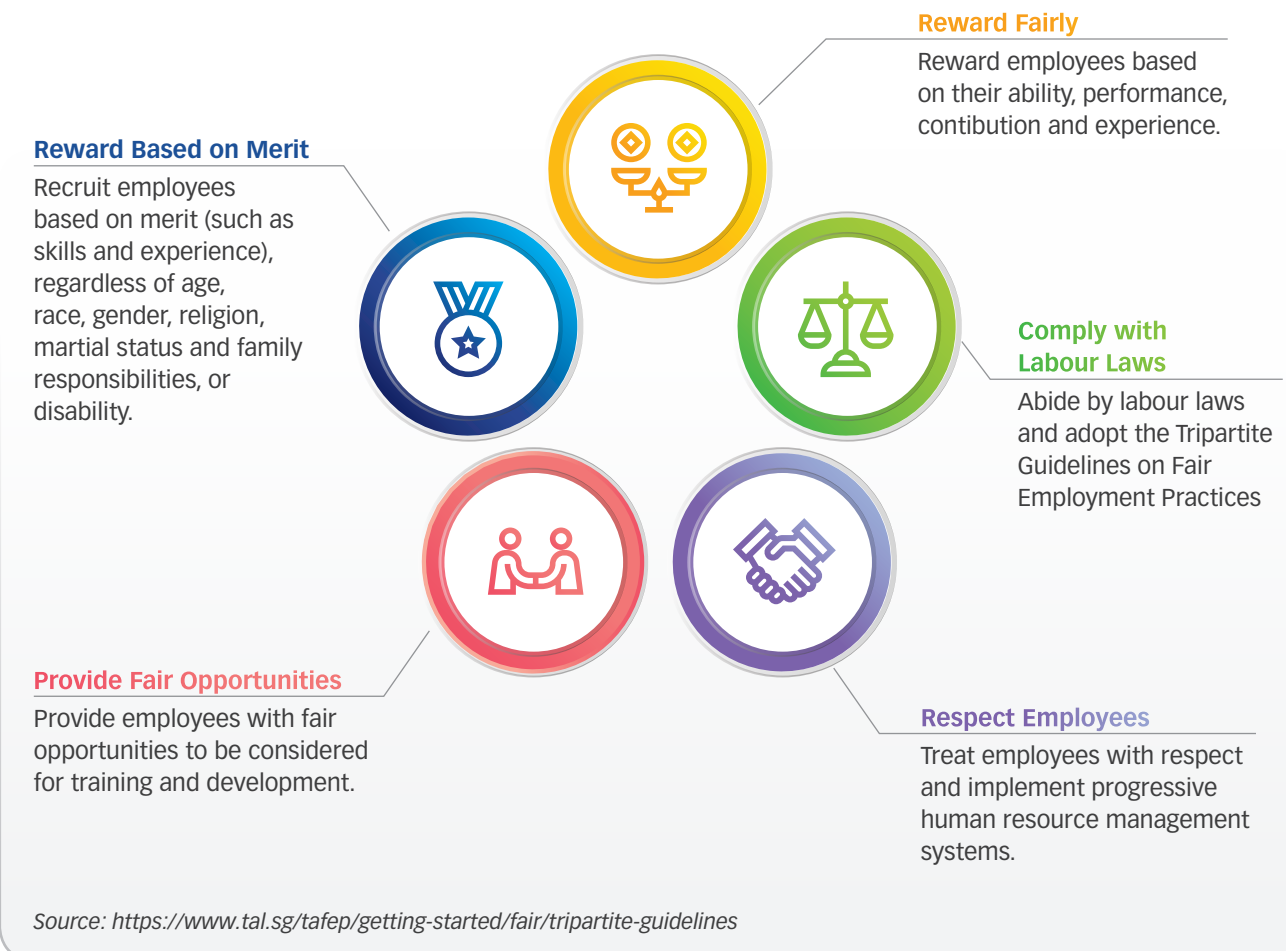 Reward Fairly
Reward employees based
on their ability, performance,
contibution and experience.
Reward Based on Merit
Recruit employees
based on merit (such as
skills and experience),
regardless of age,
race, gender, religion,
martial status and family
responsibilities, or
disability.
Comply with
Labour Laws
Abide by labour laws
and adopt the Tripartite
Guidelines on Fair
Employment Practices
Provide Fair Opportunities
Provide employees with fair
opportunities to be considered
for training and development.
Respect Employees
Treat employees with respect
and implement progressive
human resource management
systems.
Source: https://www.tal.sg/tafep/getting-started/fair/tripartite-guidelines